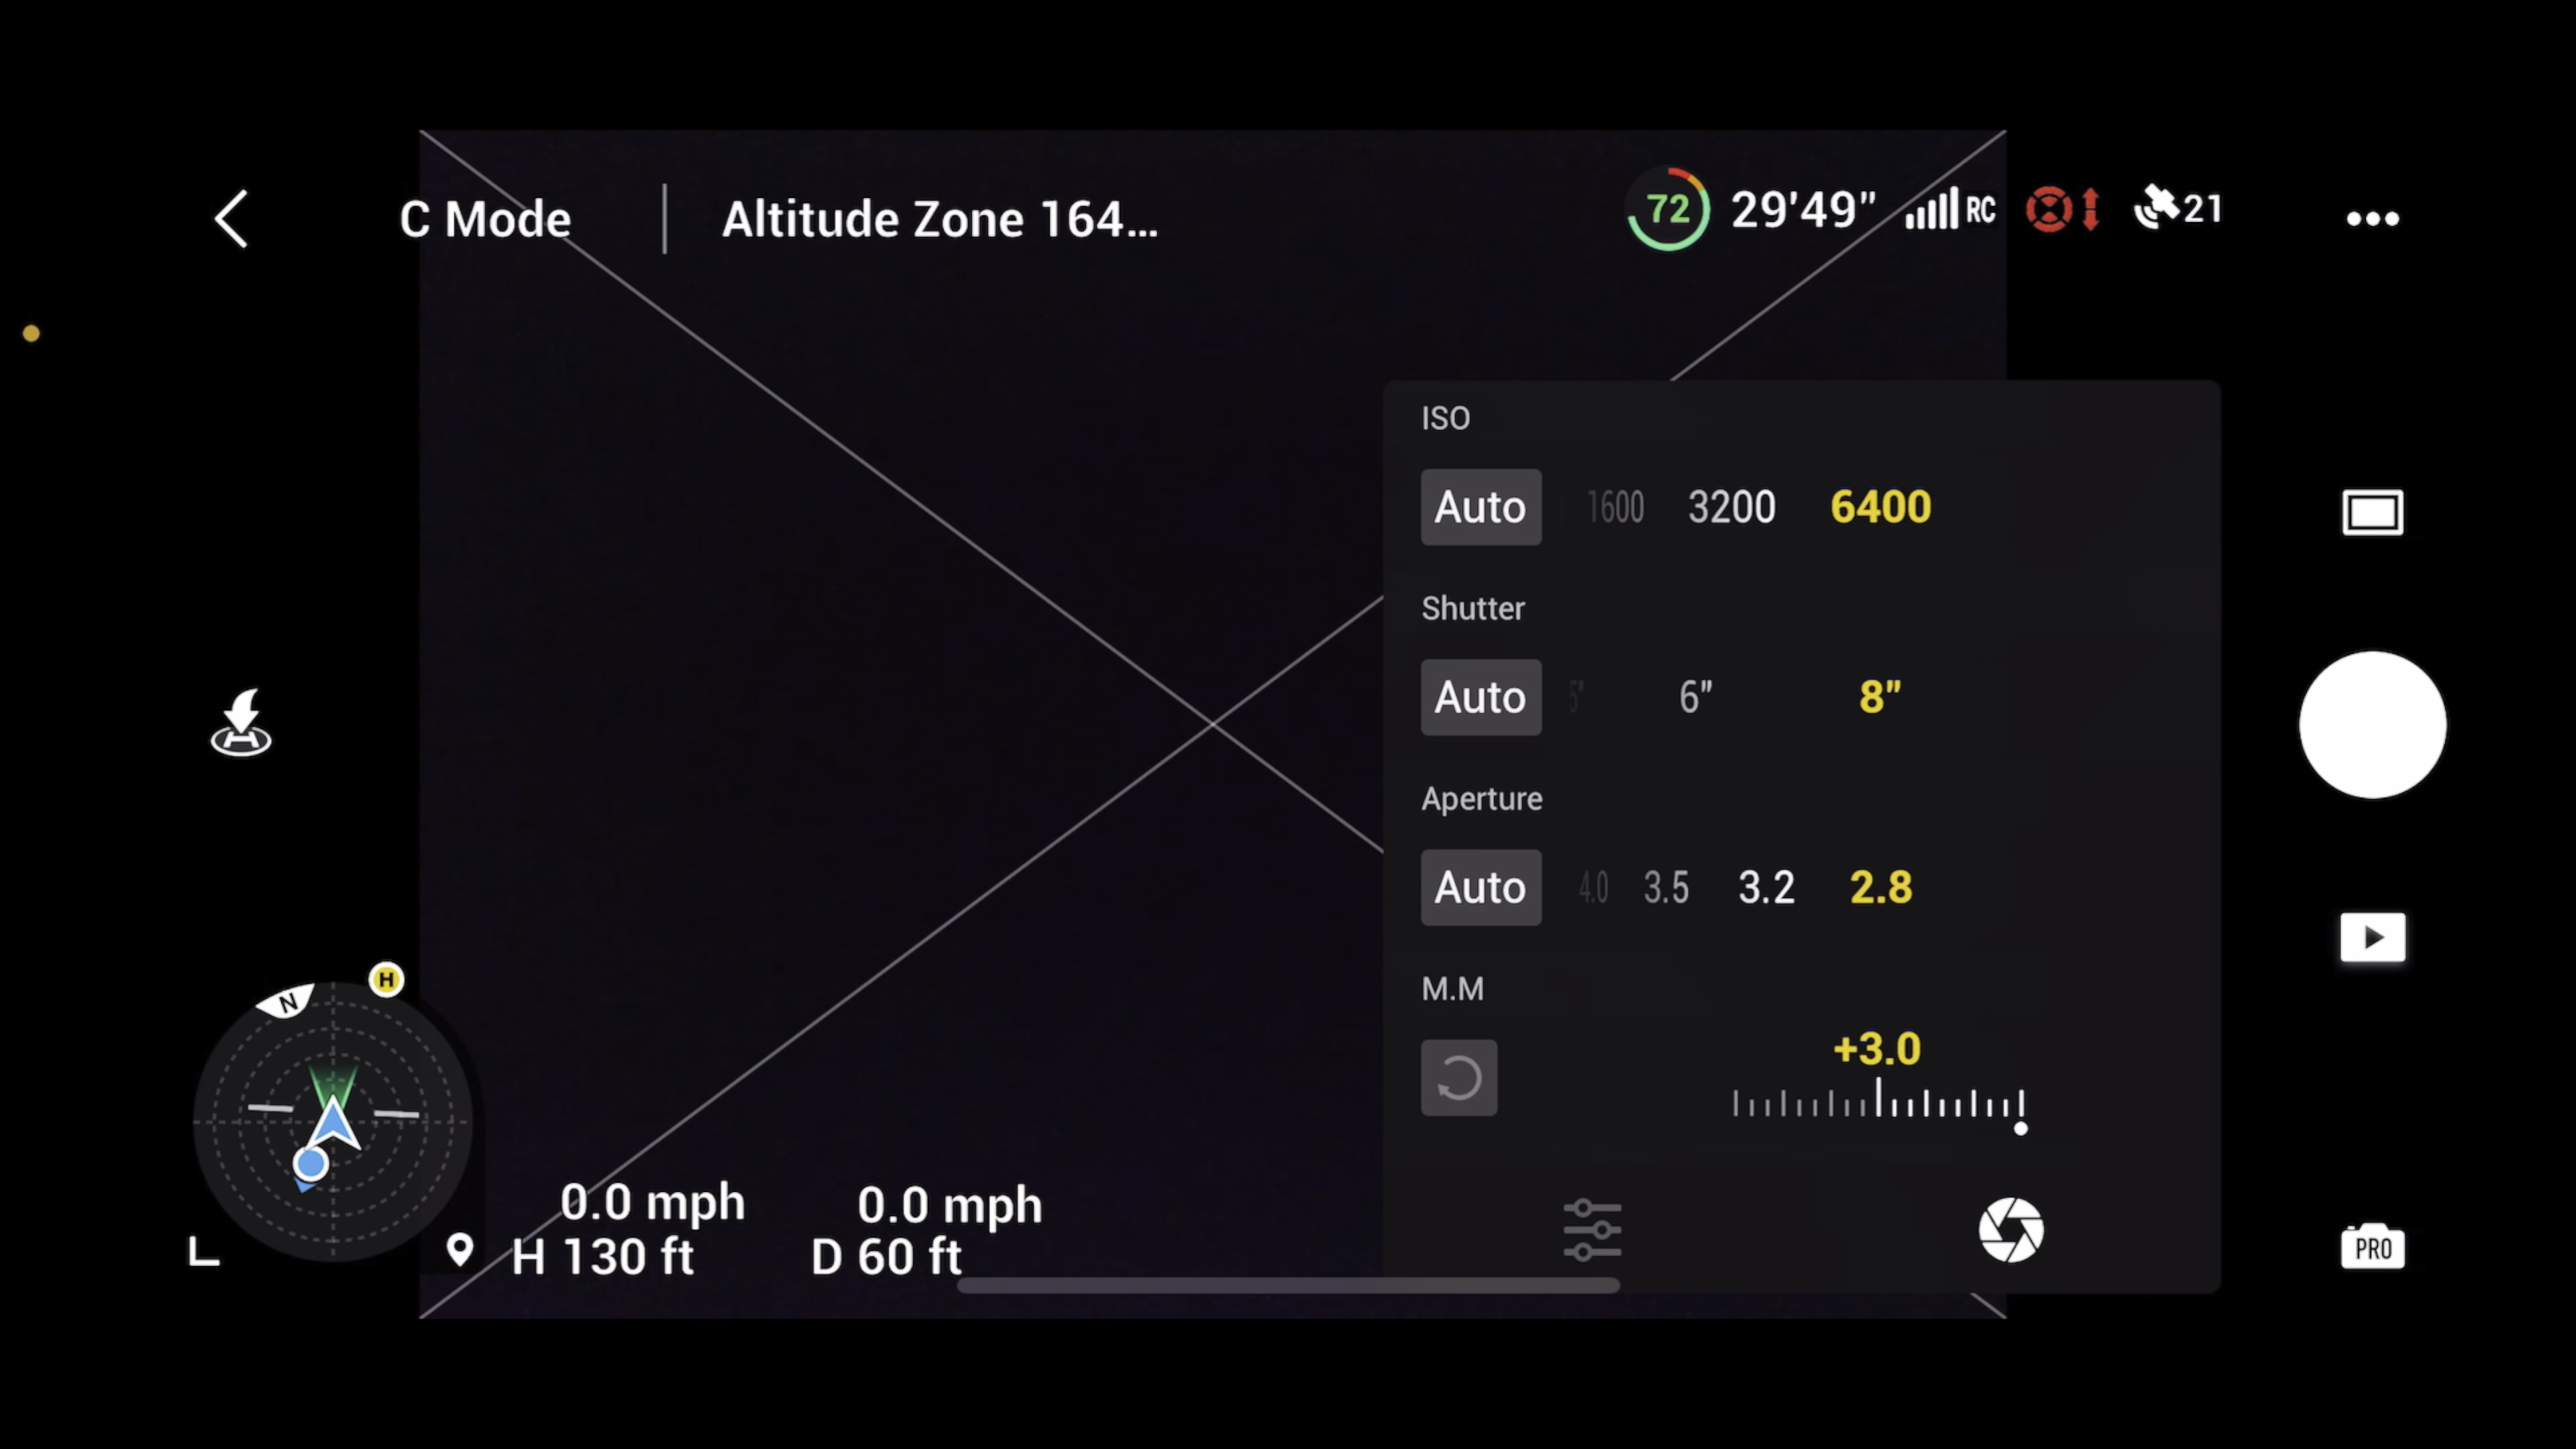 C Mode
Altitude Zone 164...
72
29'49"
RC
21
ISO
Auto 1600 3200 6400
Shutter
Auto 5" 6" 8"
Aperture
Auto 4.0 3.5 3.2 2.8
M.M
+3.0
H
N
0.0 mph 0.0 mph
H 130 ft D 60 ft
PRO